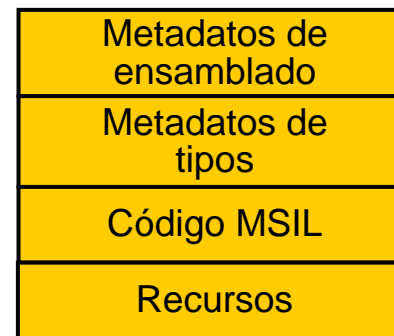 Metadatos de
ensamblado
Metadatos de
tipos
Código MSIL
Recursos